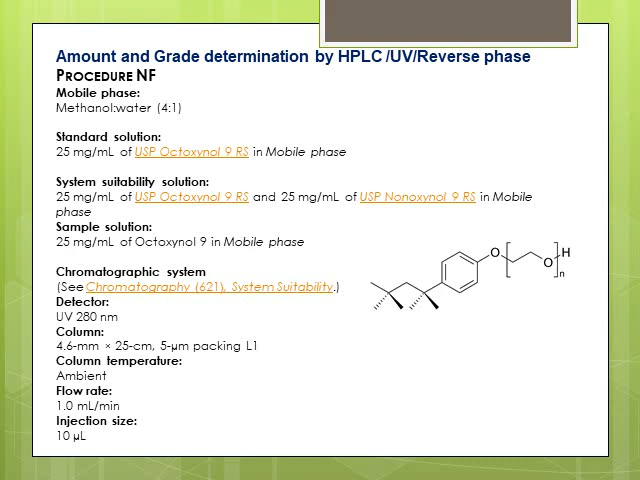 Amount and Grade determination by HPLC /UV/Reverse phase
PROCEDURE NF
Mobile phase:
Methanol:water (4:1)
Standard solution:
25 mg/mL of USP Octoxynol 9 RS in Mobile phase
System suitability solution:
25 mg/mL of USP Octoxynol 9 RS and 25 mg/mL of USP Nonoxynol 9 RS in Mobile
phase
Sample solution:
25 mg/mL of Octoxynol 9 in Mobile phase
Chromatographic system
(See Chromatography ⟨621⟩, System Suitability.)
Detector:
UV 280 nm
Column:
4.6-mm × 25-cm, 5-µm packing L1
Column temperature:
Ambient
Flow rate:
1.0 mL/min
Injection size:
10 µL
O
O
H
n